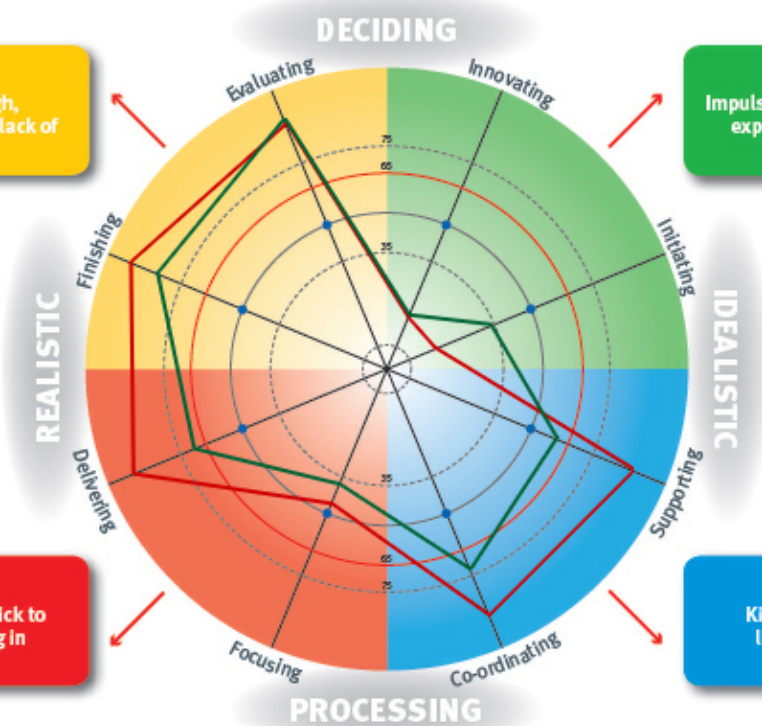 DECIDING
Evaluating
Innovating
lack of
Impuls
exp
75
65
35
Finishing
Initiating
REALISTIC
IDEALISTIC
Delivering
Supporting
35
65
75
ick to
g in
Ki
l
Focusing
Co-ordinating
PROCESSING